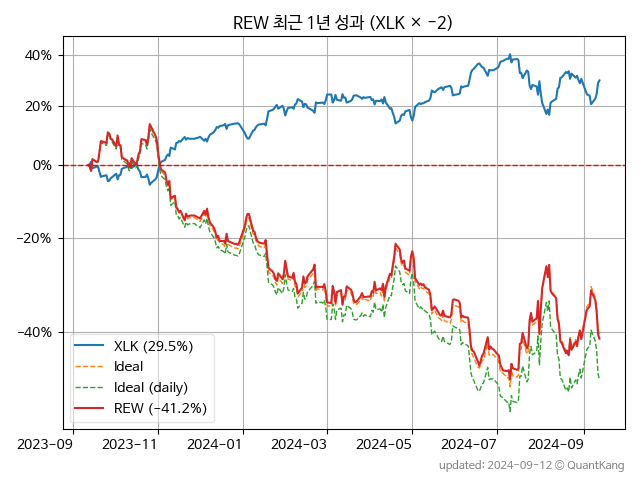 REW 최근 1년 성과 (XLK × −2)
40%
20%
0%
−20%
−40%
XLK (29.5%)
Ideal
Ideal (daily)
REW (−41.2%)
2023−09
2023−11
2024−01
2024−03
2024−05
2024−07
2024−09
updated: 2024−09−12 © QuantKang